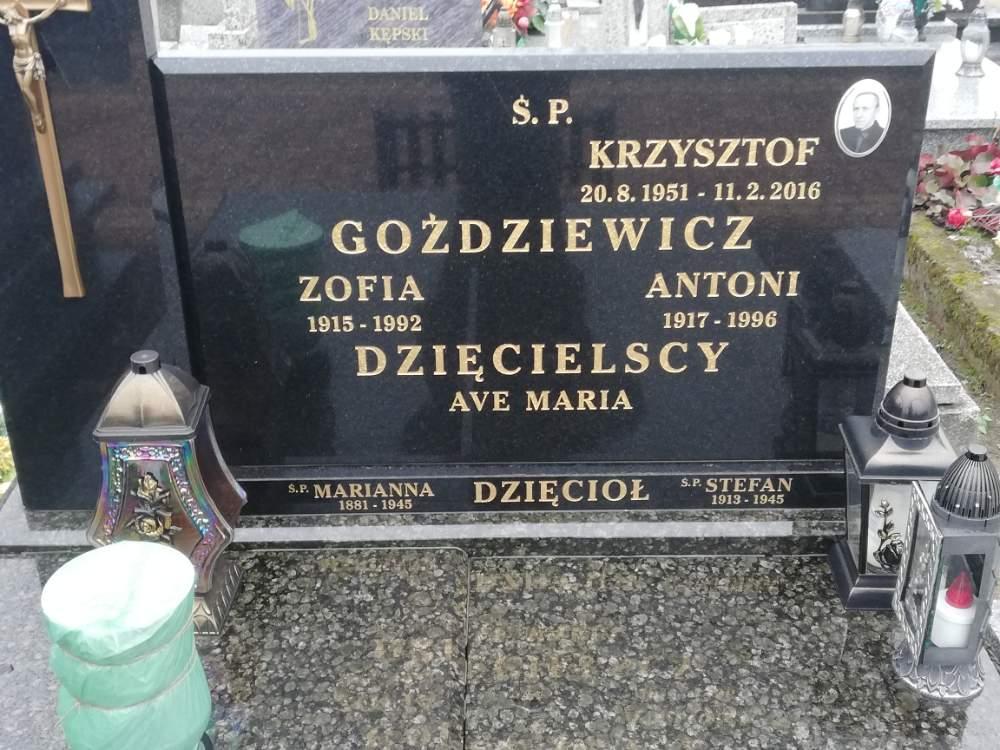 DANIEL
KĘPSKI
Ś. P.
KRZYSZTOF
20. 8. 1951 - 11. 2. 2016
GOŻDZIEWICZ
ZOFIA ANTONI
1915 - 1992 1917 - 1996
DZIĘCIELSCY
AVE MARIA
Ś.P. MARIANNA DZIĘCIOŁ Ś.P. STEFAN
1881 - 1945 1913 - 1945